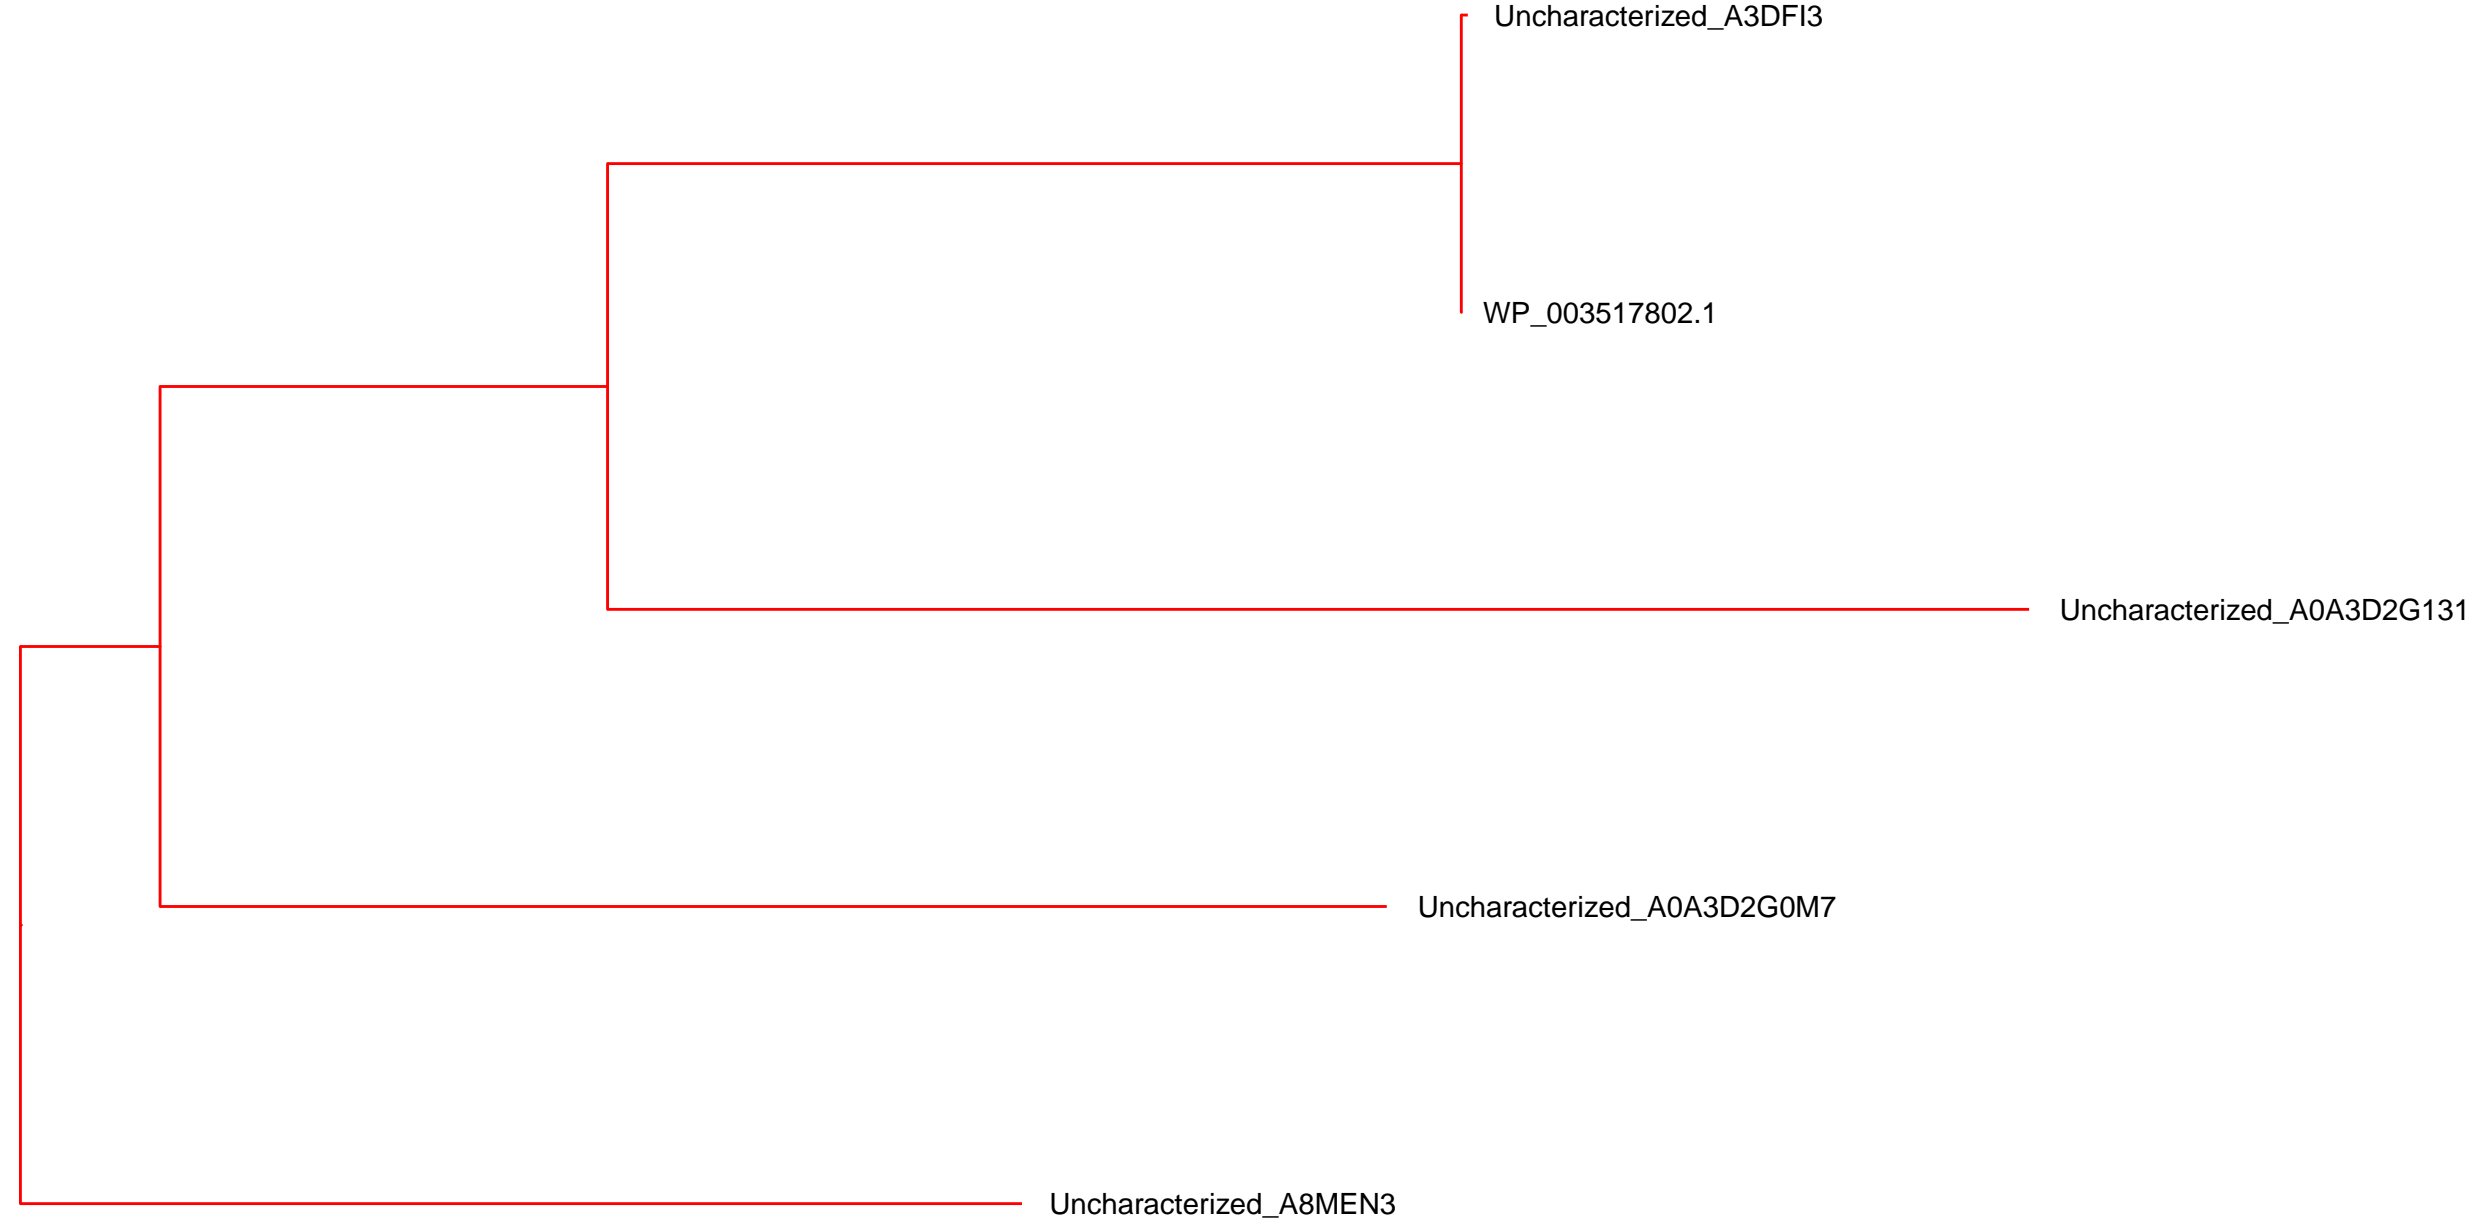 Uncharacterized_A3DFI3
WP_003517802.1
Uncharacterized_A0A3D2G131
Uncharacterized_A0A3D2G0M7
Uncharacterized_A8MEN3